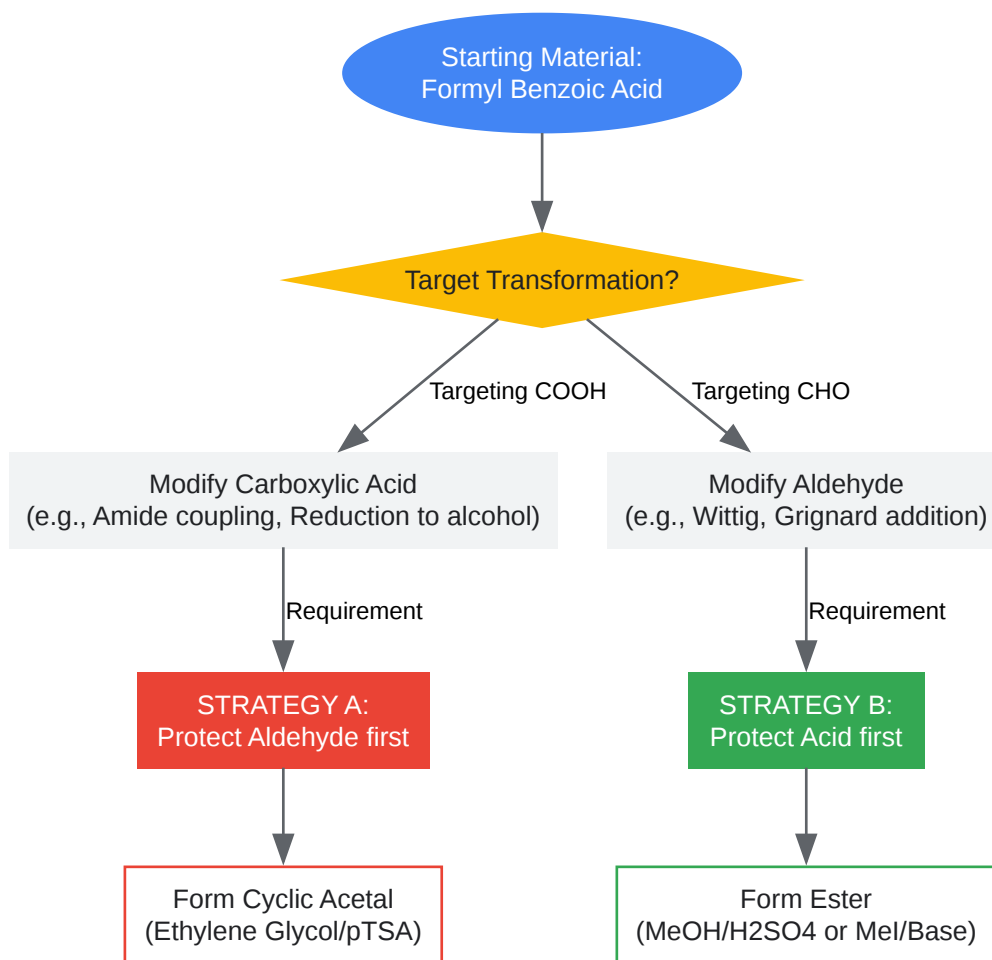 Starting Material:
Formyl Benzoic Acid
Target Transformation?
Targeting COOH
Targeting CHO
Modify Carboxylic Acid
(e.g., Amide coupling, Reduction to alcohol)
Modify Aldehyde
(e.g., Wittig, Grignard addition)
Requirement
Requirement
STRATEGY A:
Protect Aldehyde first
STRATEGY B:
Protect Acid first
Form Cyclic Acetal
(Ethylene Glycol/pTSA)
Form Ester
(MeOH/H2SO4 or MeI/Base)